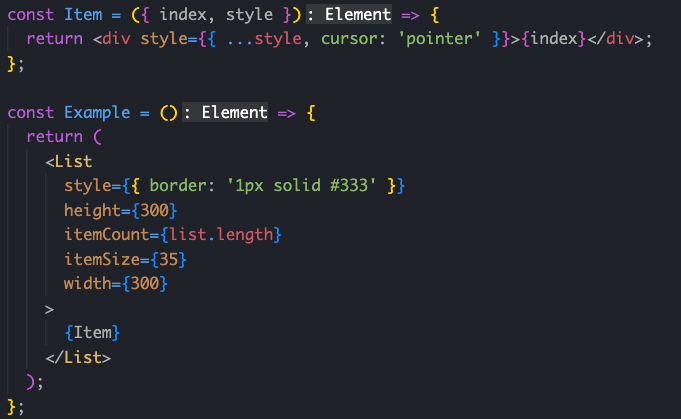 const Item = ({ index, style }): Element => {
  return <div style={{ ...style, cursor: 'pointer' }}>{index}</div>;
};

const Example = (): Element => {
  return (
    <List
      style={{ border: '1px solid #333' }}
      height={300}
      itemCount={list.length}
      itemSize={35}
      width={300}
    >
      {Item}
    </List>
  );
};